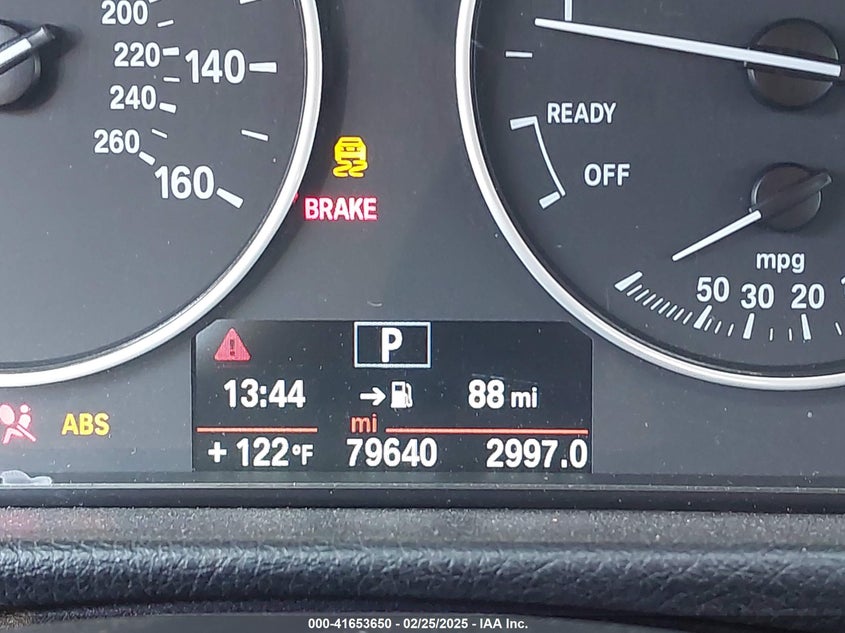 200
220
240
260
140
160
BRAKE
READY
OFF
mpg
50 30 20
P
13:44 → 88 mi
mi
+ 122 °F 79640 2997.0
ABS
000-41653650 - 02/25/2025 - IAA Inc.